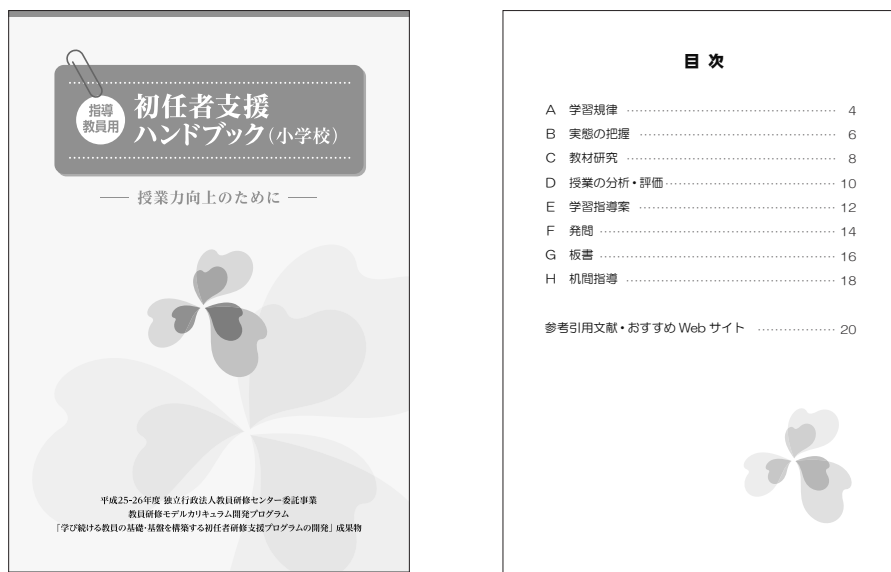 指導
教員用
初任者支援
ハンドブック(小学校)
授業力向上のために
平成25-26年度 独立行政法人教員研修センター委託事業
教員研修モデルカリキュラム開発プログラム
「学び続ける教員の基礎・基盤を構築する初任者研修支援プログラムの開発」成果物
目 次
A 学習規律 4
B 実態の把握 6
C 教材研究 8
D 授業の分析・評価 10
E 学習指導案 12
F 発問 14
G 板書 16
H 机間指導 18
参考引用文献・おすすめ Web サイト 20